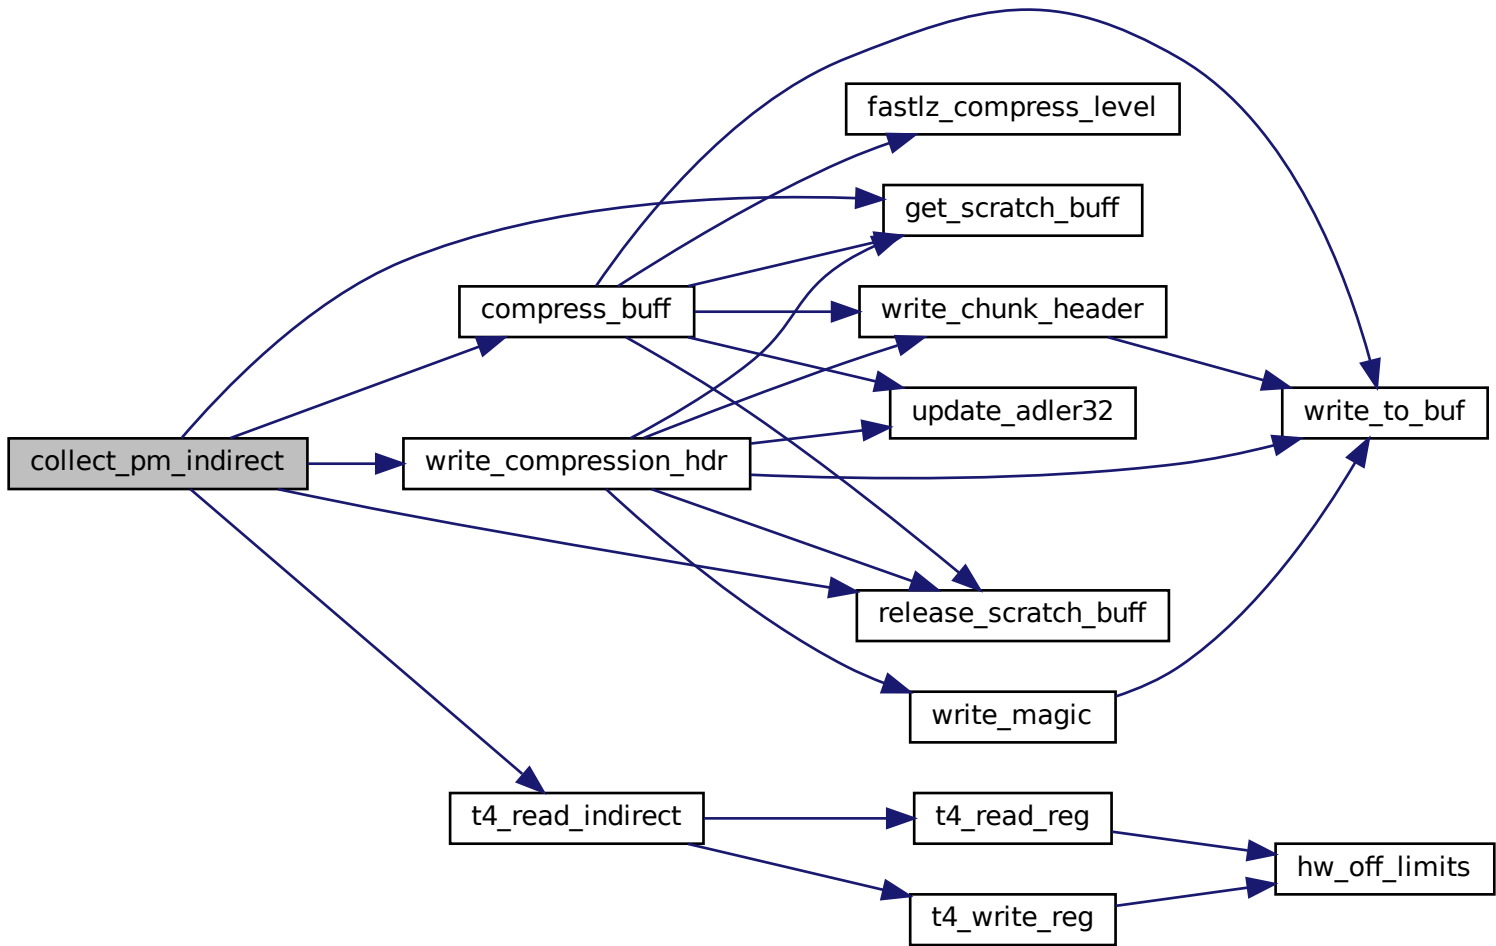 fastlz_compress_level
get_scratch_buff
compress_buff
write_chunk_header
update_adler32
write_to_buf
collect_pm_indirect
write_compression_hdr
release_scratch_buff
write_magic
t4_read_indirect
t4_read_reg
hw_off_limits
t4_write_reg